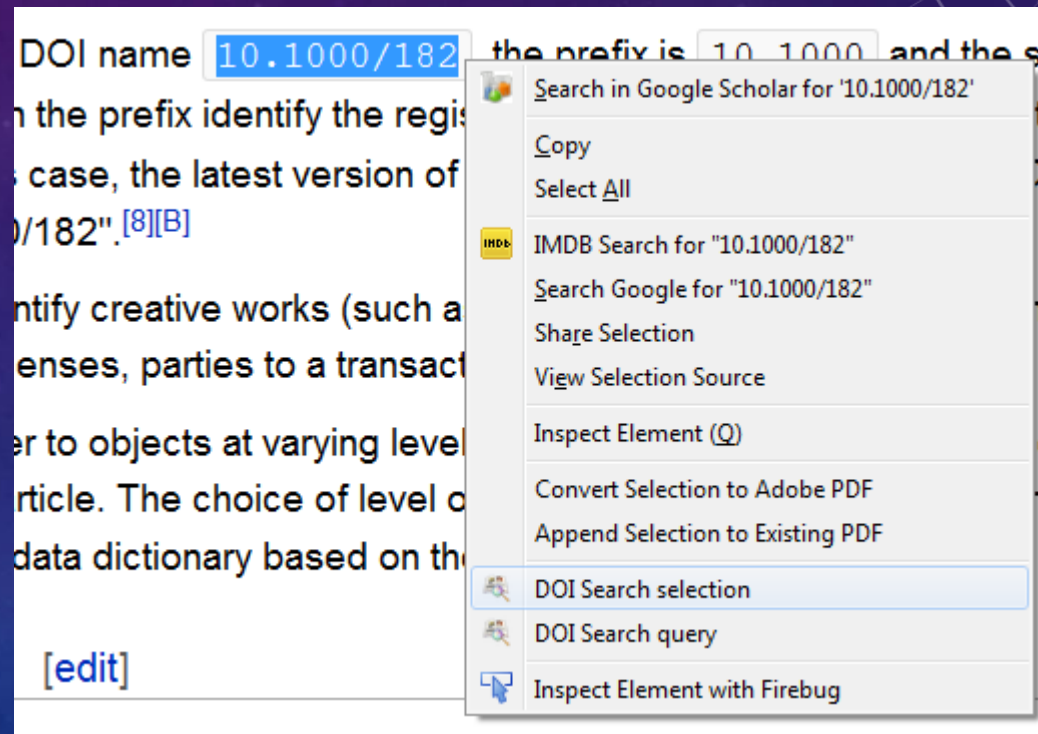 DOI name 10.1000/182 the prefix is 10.1000 and the s
n the prefix identify the regis
case, the latest version of
0/182".[8][B]
ntify creative works (such a
enses, parties to a transact
er to objects at varying level
rticle. The choice of level o
data dictionary based on the
[edit]
Search in Google Scholar for '10.1000/182'
Copy
Select All
IMDb
IMDB Search for "10.1000/182"
Search Google for "10.1000/182"
Share Selection
View Selection Source
Inspect Element (Q)
Convert Selection to Adobe PDF
Append Selection to Existing PDF
DOI Search selection
DOI Search query
Inspect Element with Firebug